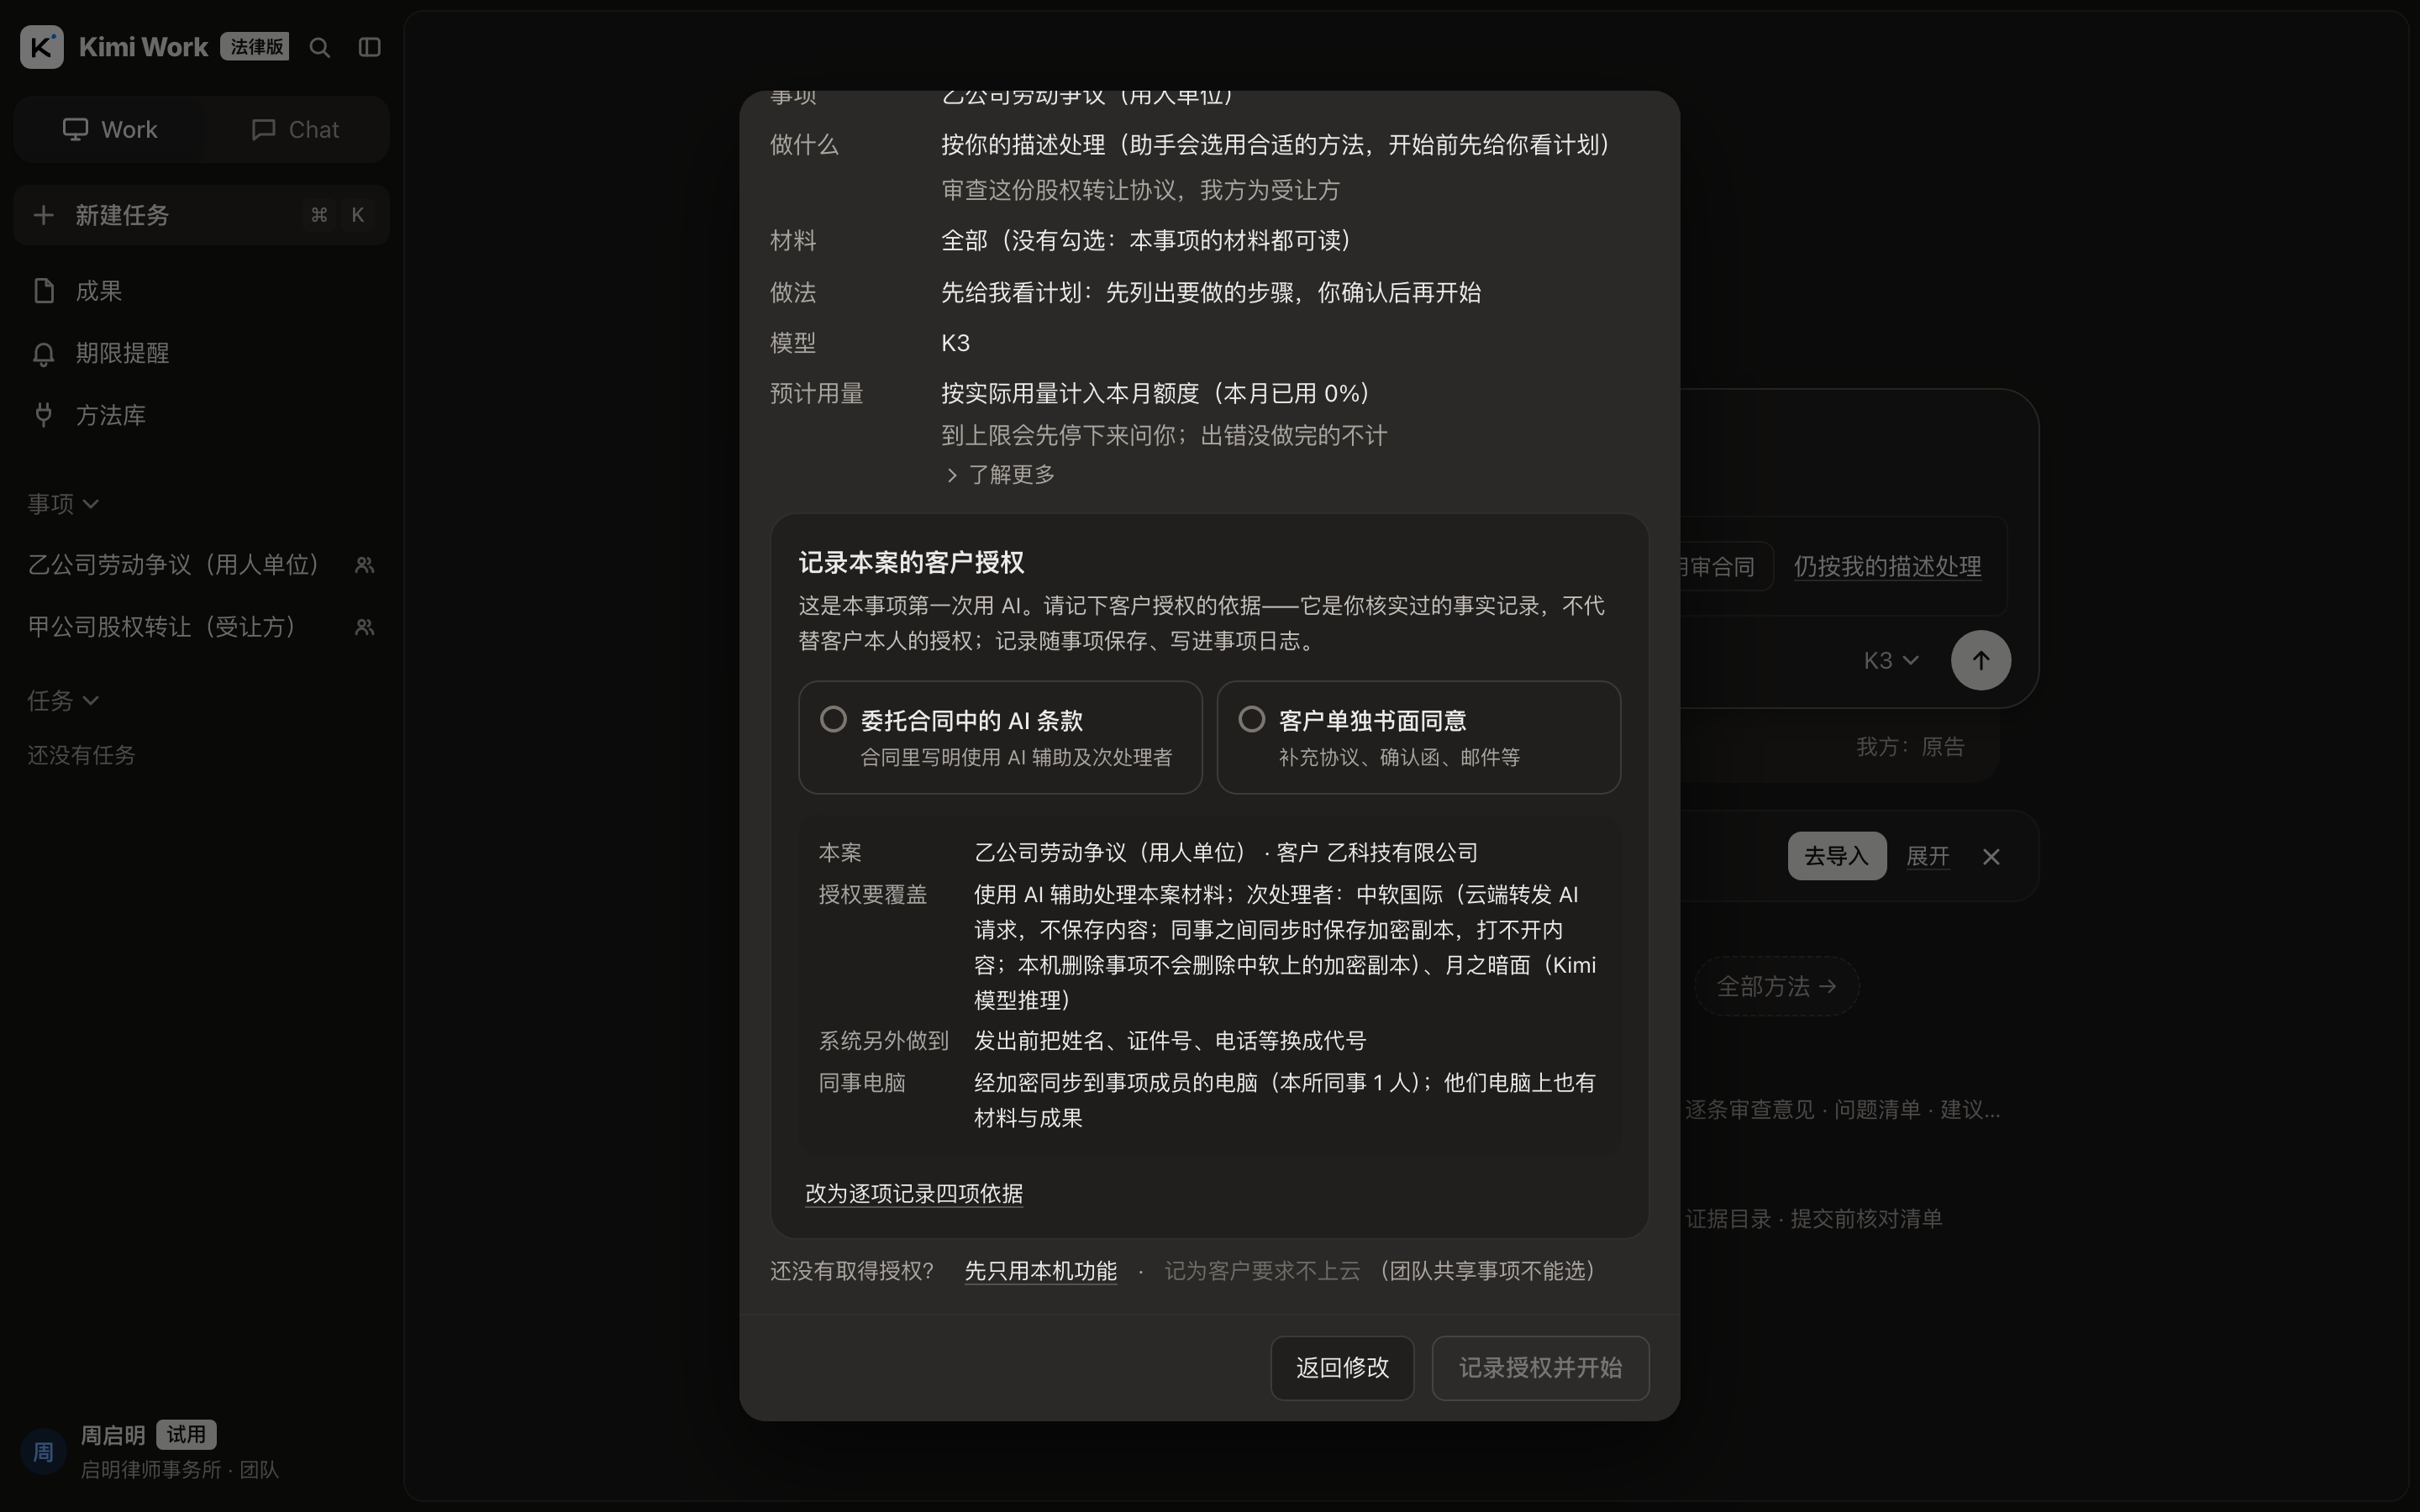 Kimi Work 法律版
Work
Chat
新建任务 ⌘ K
成果
期限提醒
方法库
事项
乙公司劳动争议（用人单位）
甲公司股权转让（受让方）
任务
还没有任务
周 周启明 试用
启明律师事务所 · 团队
事项 乙公司劳动争议（用人单位）
做什么 按你的描述处理（助手会选用合适的方法，开始前先给你看计划）
审查这份股权转让协议，我方为受让方
材料 全部（没有勾选：本事项的材料都可读）
做法 先给我看计划：先列出要做的步骤，你确认后再开始
模型 K3
预计用量 按实际用量计入本月额度（本月已用 0%）
到上限会先停下来问你；出错没做完的不计
了解更多
记录本案的客户授权
这是本事项第一次用 AI。请记下客户授权的依据——它是你核实过的事实记录，不代
替客户本人的授权；记录随事项保存、写进事项日志。
委托合同中的 AI 条款
合同里写明使用 AI 辅助及次处理者
客户单独书面同意
补充协议、确认函、邮件等
本案 乙公司劳动争议（用人单位） · 客户 乙科技有限公司
授权要覆盖 使用 AI 辅助处理本案材料；次处理者：中软国际（云端转发 AI
请求，不保存内容；同事之间同步时保存加密副本，打不开内
容；本机删除事项不会删除中软上的加密副本）、月之暗面（Kimi
模型推理）
系统另外做到 发出前把姓名、证件号、电话等换成代号
同事电脑 经加密同步到事项成员的电脑（本所同事 1 人）；他们电脑上也有
材料与成果
改为逐项记录四项依据
还没有取得授权？ 先只用本机功能 · 记为客户要求不上云 （团队共享事项不能选）
返回修改 记录授权并开始
审合同 仍按我的描述处理
K3
我方：原告
去导入 展开
全部方法 →
逐条审查意见 · 问题清单 · 建议...
证据目录 · 提交前核对清单